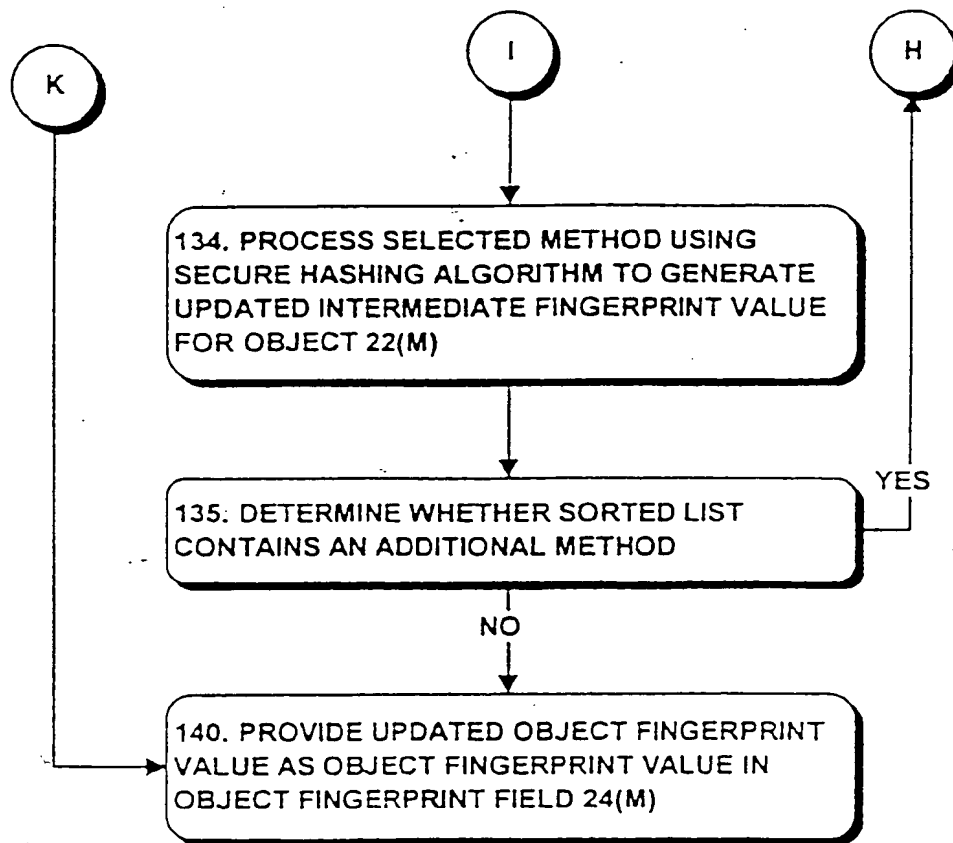 K
I
H
134. PROCESS SELECTED METHOD USING
SECURE HASHING ALGORITHM TO GENERATE
UPDATED INTERMEDIATE FINGERPRINT VALUE
FOR OBJECT 22(M)
YES
135. DETERMINE WHETHER SORTED LIST
CONTAINS AN ADDITIONAL METHOD
NO
140. PROVIDE UPDATED OBJECT FINGERPRINT
VALUE AS OBJECT FINGERPRINT VALUE IN
OBJECT FINGERPRINT FIELD 24(M)